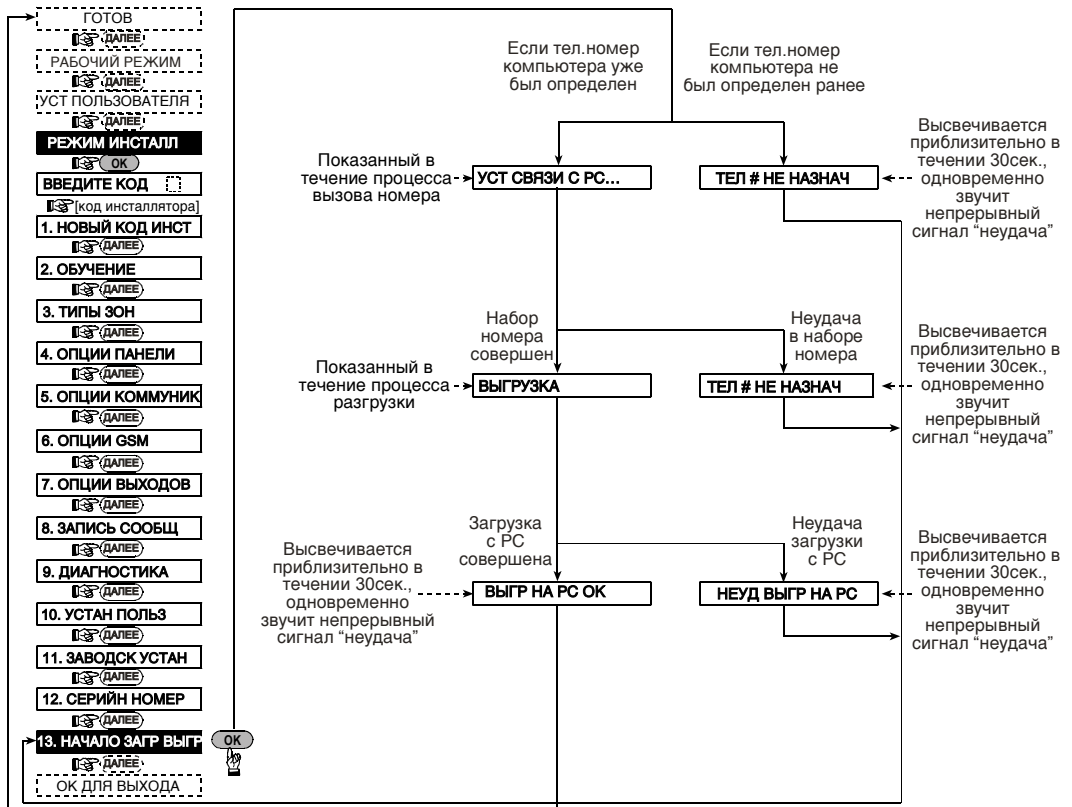 ГОТОВ
ДАЛЕЕ
РАБОЧИЙ РЕЖИМ
ДАЛЕЕ
УСТ ПОЛЬЗОВАТЕЛЯ
ДАЛЕЕ
РЕЖИМ ИНСТАЛЛ
ОК
ВВЕДИТЕ КОД
[код инсталлятора]
1. НОВЫЙ КОД ИНСТ
ДАЛЕЕ
2. ОБУЧЕНИЕ
ДАЛЕЕ
3. ТИПЫ ЗОН
ДАЛЕЕ
4. ОПЦИИ ПАНЕЛИ
ДАЛЕЕ
5. ОПЦИИ КОММУНИК
ДАЛЕЕ
6. ОПЦИИ GSM
ДАЛЕЕ
7. ОПЦИИ ВЫХОДОВ
ДАЛЕЕ
8. ЗАПИСЬ СООБЩ
ДАЛЕЕ
9. ДИАГНОСТИКА
ДАЛЕЕ
10. УСТАН ПОЛЬЗ
ДАЛЕЕ
11. ЗАВОДСК УСТАН
ДАЛЕЕ
12. СЕРИЙН НОМЕР
ДАЛЕЕ
13. НАЧАЛО ЗАГР ВЫГР
ОК
ДАЛЕЕ
ОК ДЛЯ ВЫХОДА
Если тел.номер
компьютера уже
был определен
Если тел.номер
компьютера не
был определен ранее
Показанный в
течение процесса
вызова номера
УСТ СВЯЗИ С РС...
ТЕЛ # НЕ НАЗНАЧ
Высвечивается
приблизительно в
течении 30сек.,
одновременно
звучит
непрерывный
сигнал “неудача”
Набор
номера
совершен
Неудача
в наборе
номера
Показанный в
течение процесса
разгрузки
ВЫГРУЗКА
ТЕЛ # НЕ НАЗНАЧ
Высвечивается
приблизительно в
течении 30сек.,
одновременно
звучит
непрерывный
сигнал “неудача”
Загрузка
с РС
совершена
Неудача
загрузки
с РС
Высвечивается
приблизительно в
течении 30сек.,
одновременно
звучит непрерывный
сигнал “неудача”
ВЫГР НА РС ОК
НЕУД ВЫГР НА РС
Высвечивается
приблизительно в
течении 30сек.,
одновременно
звучит
непрерывный
сигнал “неудача”